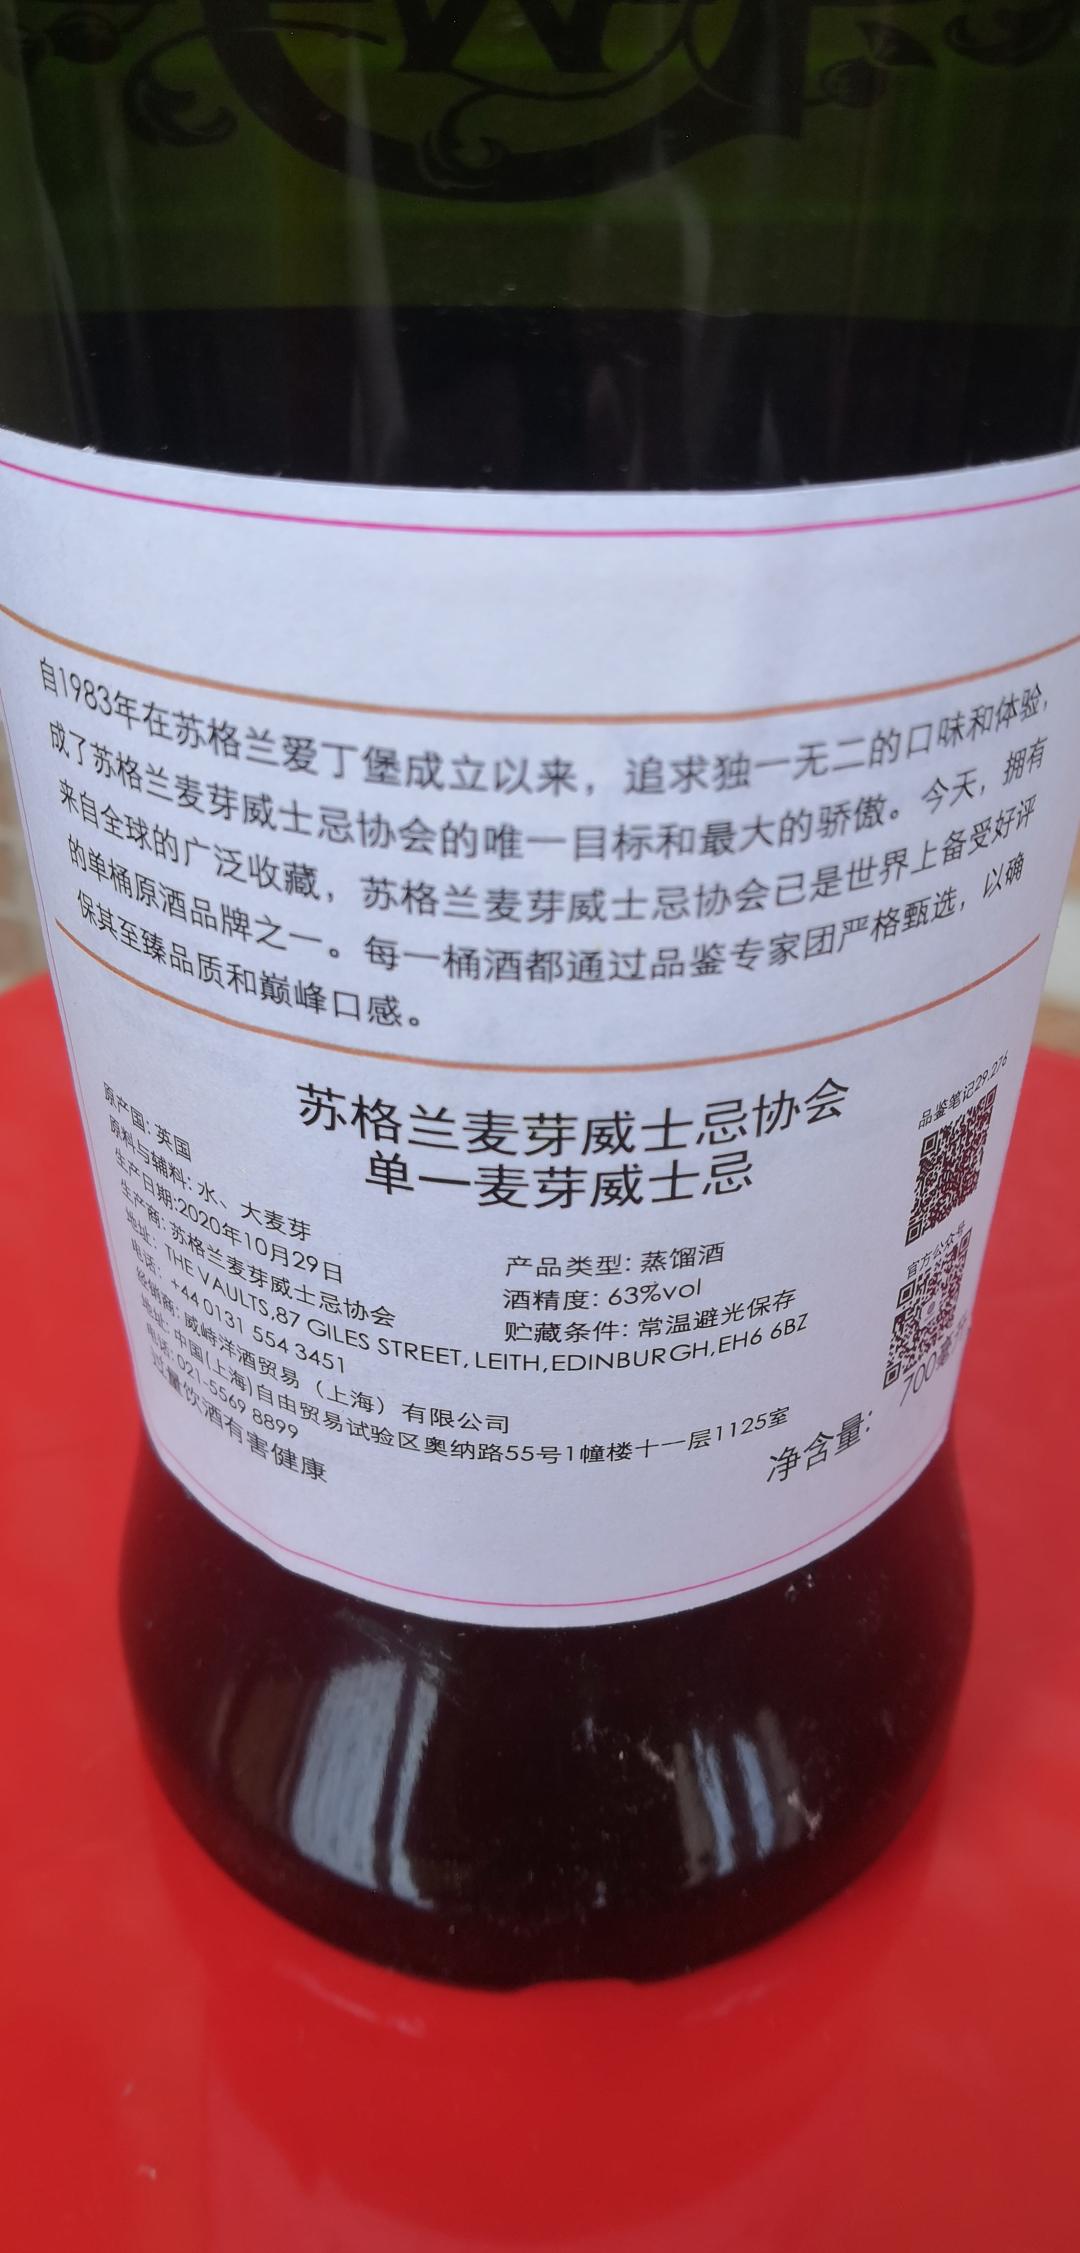 自1983年在苏格兰爱丁堡成立以来，追求独一无二的口味和体验，
成了苏格兰麦芽威士忌协会的唯一目标和最大的骄傲。今天，拥有
来自全球的广泛收藏，苏格兰麦芽威士忌协会已是世界上备受好评
的单桶原酒品牌之一。每一桶酒都通过品鉴专家团严格甄选，以确
保其至臻品质和巅峰口感。
苏格兰麦芽威士忌协会
单一麦芽威士忌
品鉴笔记29.276
官方公众号
原产国: 英国
原料与辅料: 水、大麦芽
生产日期:2020年10月29日
产品类型: 蒸馏酒
生产商: 苏格兰麦芽威士忌协会
酒精度: 63%vol
贮藏条件: 常温避光保存
地址: THE VAULTS,87 GILES STREET, LEITH,EDINBURGH,EH6 6BZ
电话: +44 0131 554 3451
经销商: 威峙洋酒贸易（上海）有限公司
地址: 中国(上海)自由贸易试验区奥纳路55号1幢楼十一层1125室
电话: 021-5569 8899
过量饮酒有害健康
净含量: 700毫升